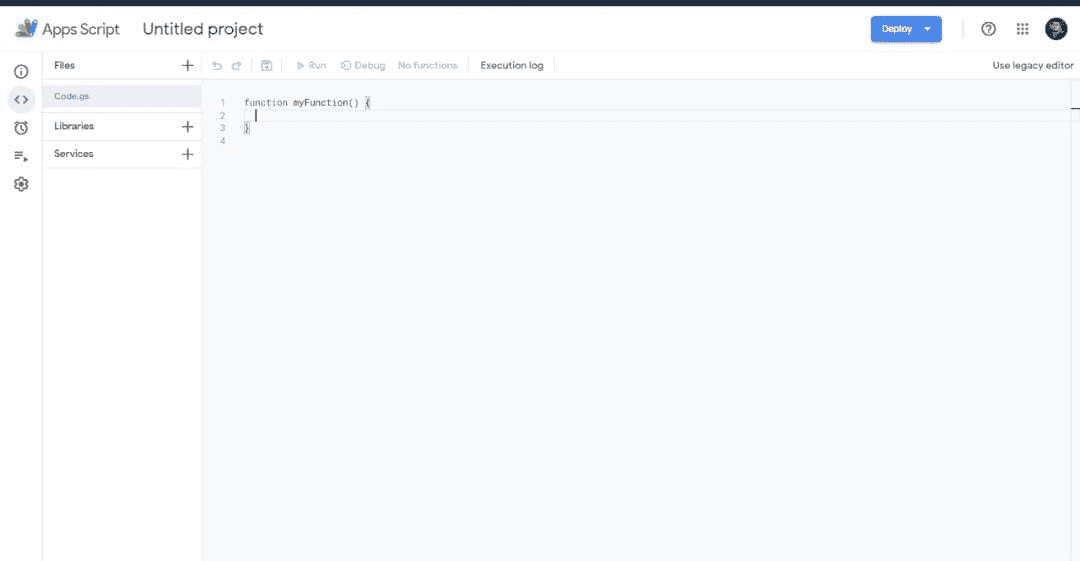 Apps Script Untitled project Deploy
Files Run Debug No functions Execution log Use legacy editor
Code.gs
Libraries
Services
1 function myFunction() {
2
3 }
4